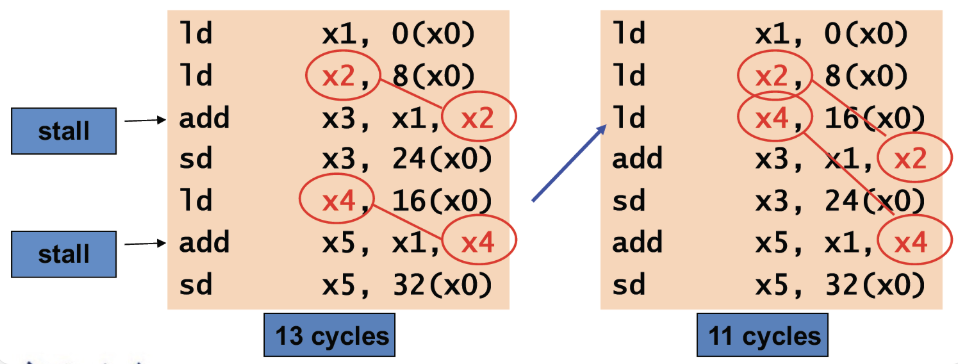 ld x1, 0(x0)
ld x2, 8(x0)
stall
add x3, x1, x2
sd x3, 24(x0)
ld x4, 16(x0)
stall
add x5, x1, x4
sd x5, 32(x0)
13 cycles
ld x1, 0(x0)
ld x2, 8(x0)
ld x4, 16(x0)
add x3, x1, x2
sd x3, 24(x0)
add x5, x1, x4
sd x5, 32(x0)
11 cycles